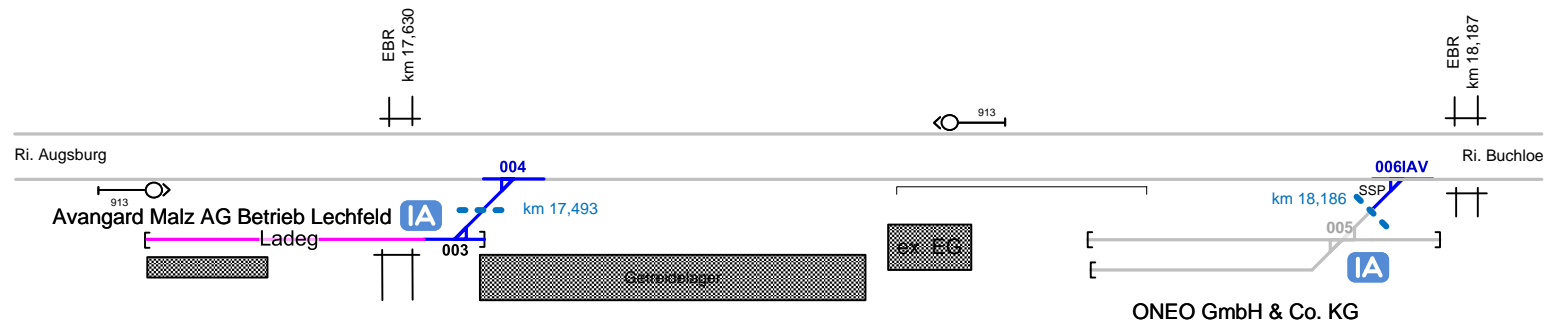 EBR
km 17,630
EBR
km 18,187
913
Ri. Augsburg
004
006IAV
Ri. Buchloe
913
SSP
Avangard Malz AG Betrieb Lechfeld IA
km 17,493
km 18,186
Ladeg
003
005
ex. EG
IA
Getreidelager
ONEO GmbH & Co. KG